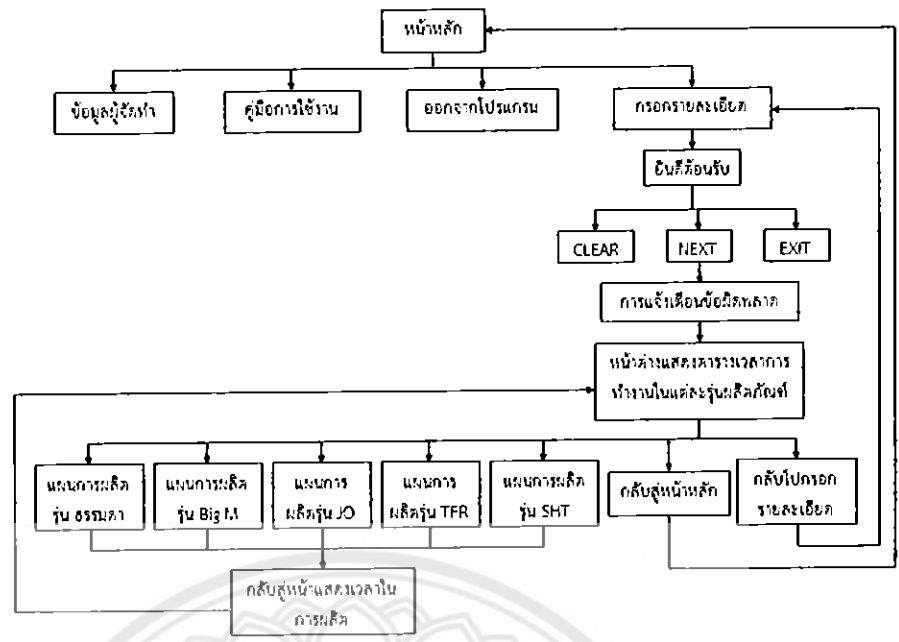 หน้าหลัก
ข้อมูลผู้จัดทำ
คู่มือการใช้งาน
ออกจากโปรแกรม
กรอกรายละเอียด
ยินดีต้อนรับ
CLEAR
NEXT
EXIT
การแจ้งเตือนข้อผิดพลาด
หน้าต่างแสดงตารางเวลาการ
ทำงานในแต่ละรุ่นผลิตภัณฑ์
แผนการผลิต
รุ่น ธรรมดา
แผนการผลิต
รุ่น Big M
แผนการ
ผลิตรุ่น JO
แผนการ
ผลิตรุ่น TFR
แผนการผลิต
รุ่น SHT
กลับสู่หน้าหลัก
กลับไปกรอก
รายละเอียด
กลับสู่หน้าแสดงเวลาใน
การผลิต